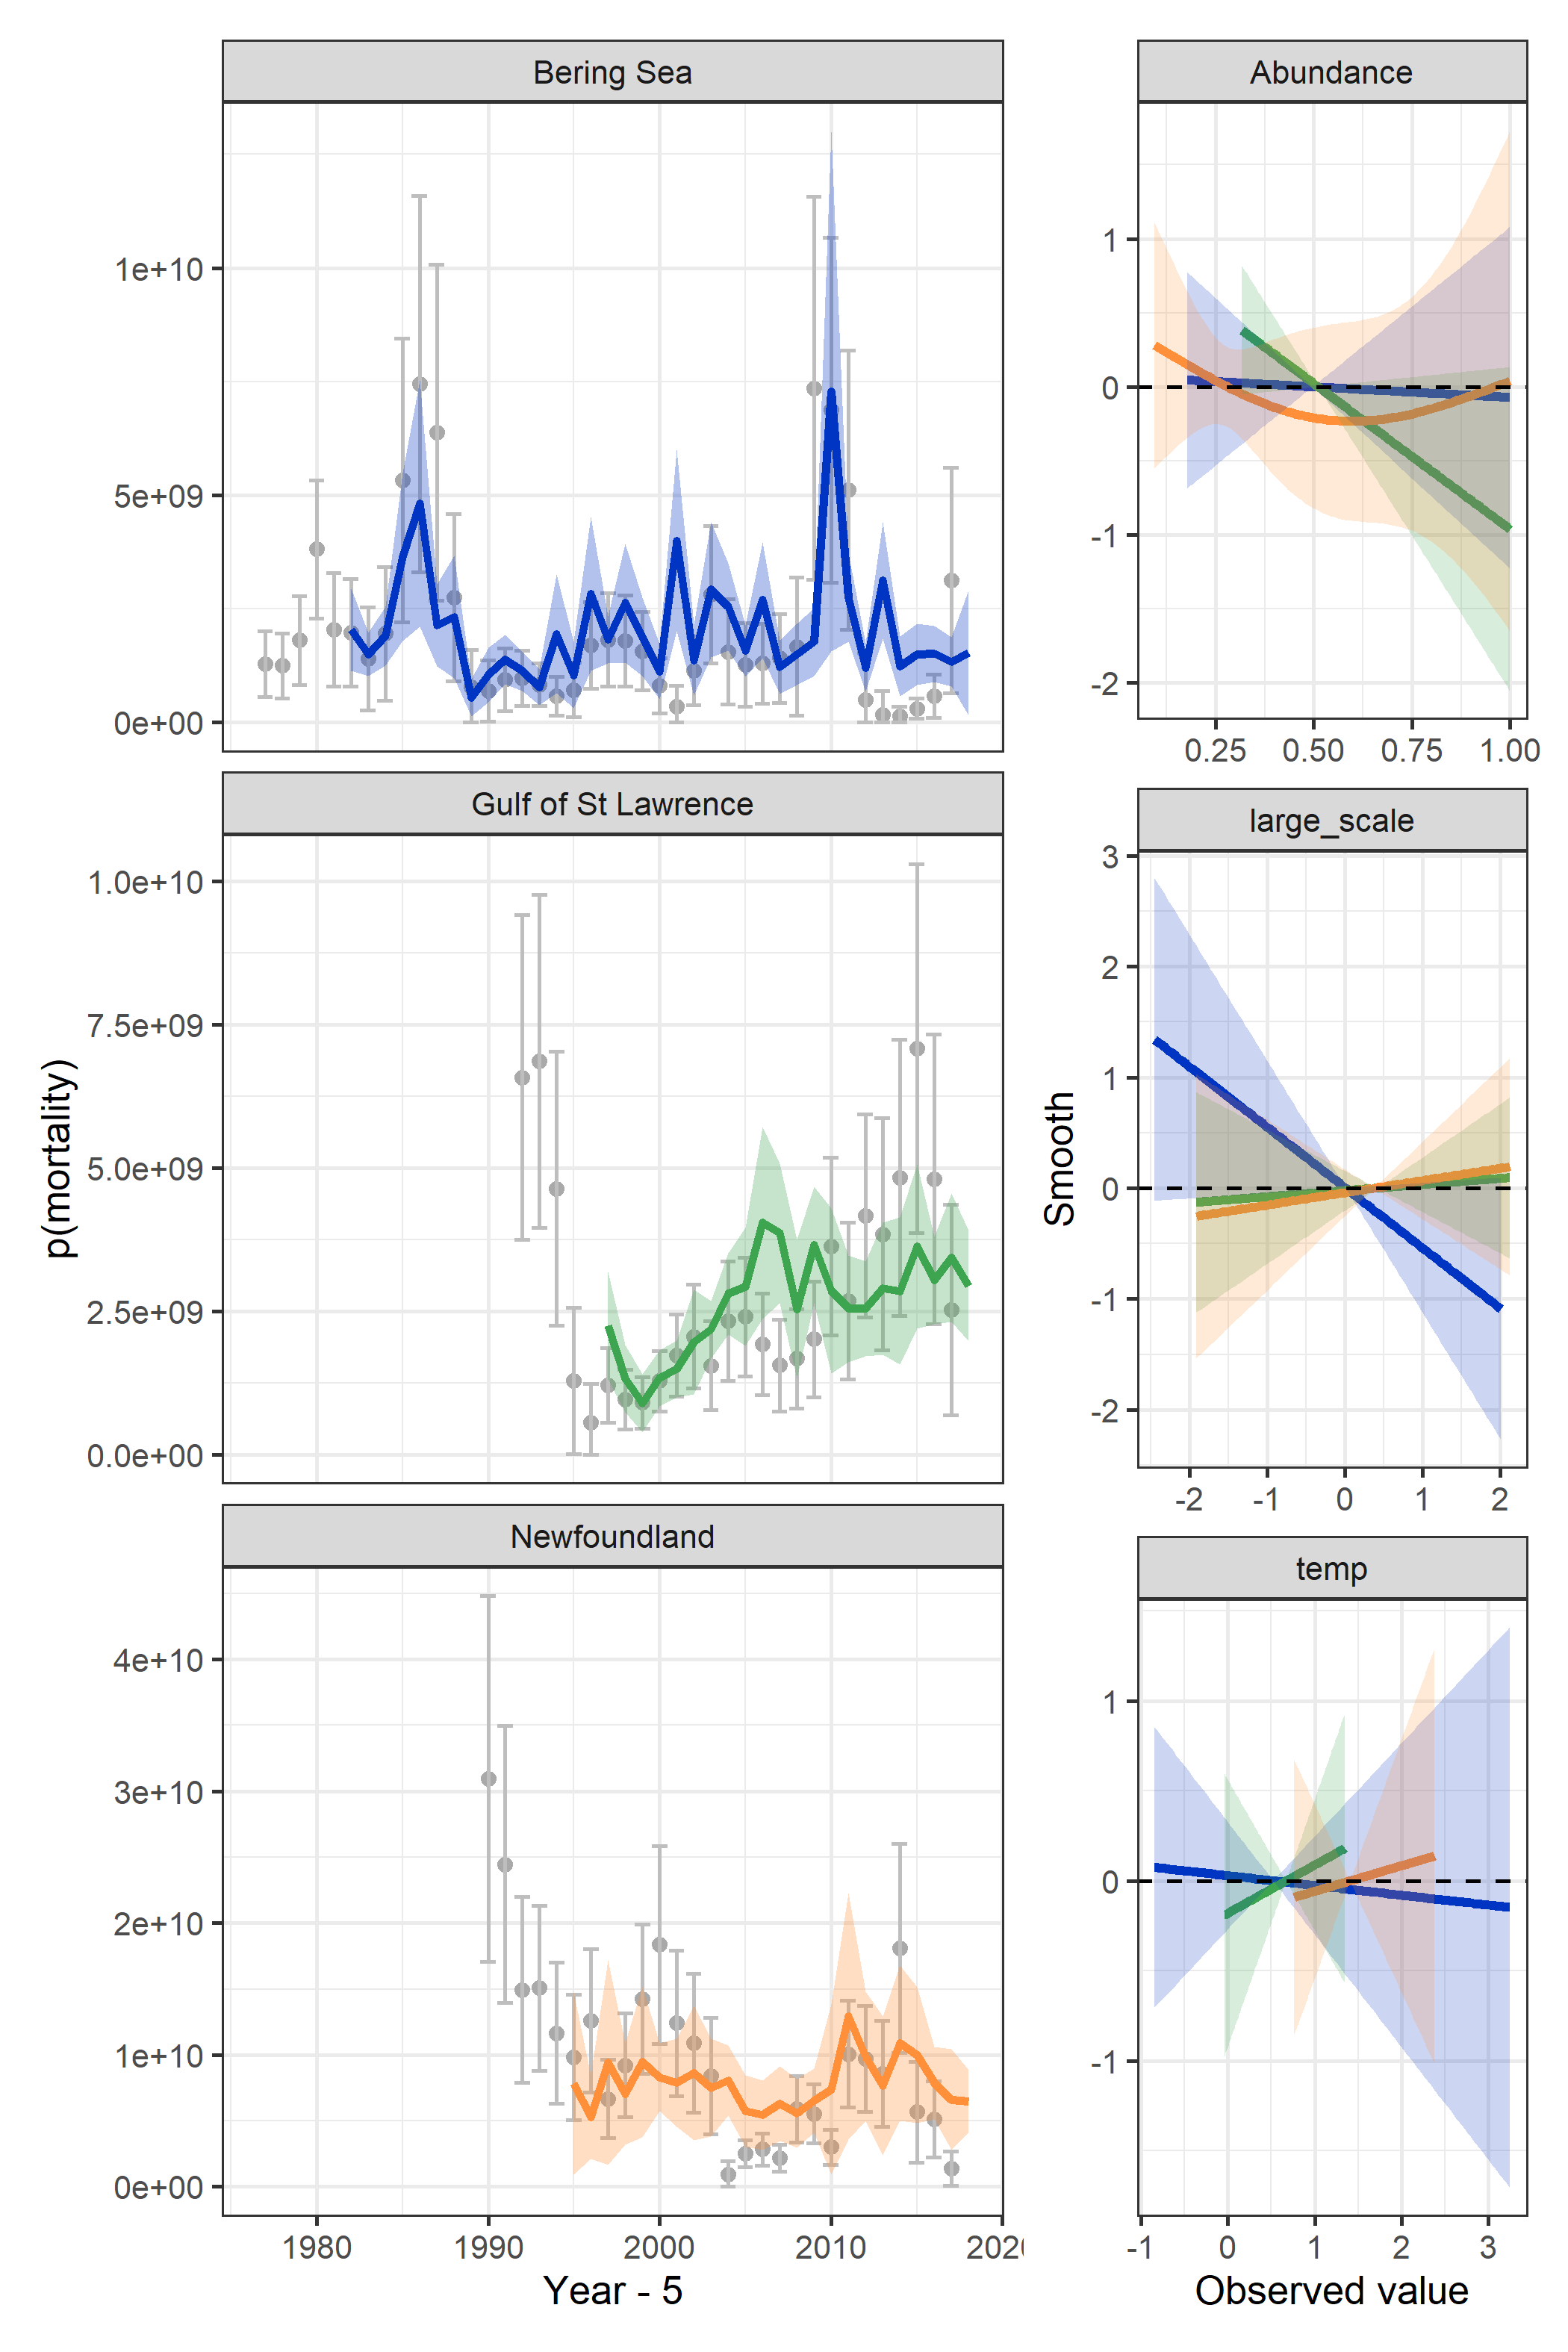 Bering Sea
1e+10
5e+09
0e+00
Gulf of St Lawrence
1.0e+10
7.5e+09
5.0e+09
2.5e+09
0.0e+00
Newfoundland
4e+10
3e+10
2e+10
1e+10
0e+00
1980 1990 2000 2010 202
Year - 5
p(mortality)
Abundance
1
0
-1
-2
0.25 0.50 0.75 1.00
large_scale
3
2
1
0
-1
-2
-2 -1 0 1 2
temp
1
0
-1
-1 0 1 2 3
Observed value
Smooth